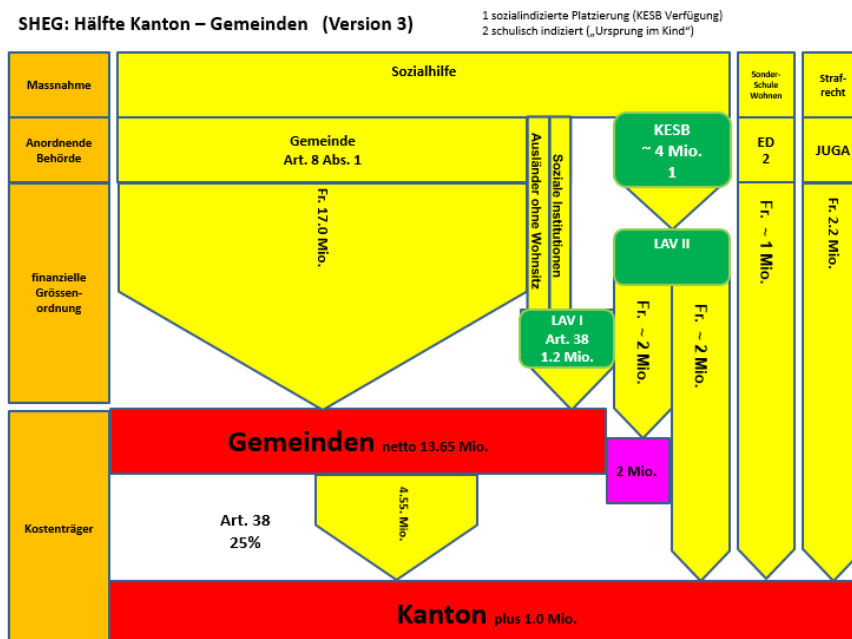 SHEG: Hälfte Kanton – Gemeinden (Version 3)
1 sozialindizierte Platzierung (KESB Verfügung)
2 schulisch indiziert („Ursprung im Kind“)
Massnahme
Sozialhilfe
Sonder-
Schule
Wohnen
Straf-
recht
Anordnende
Behörde
Gemeinde
Art. 8 Abs. 1
Ausländer ohne Wohnsitz
Soziale Institutionen
KESB
~ 4 Mio.
1
ED
2
JUGA
finanzielle
Grössen-
ordnung
Fr. 17.0 Mio.
LAV I
Art. 38
1.2 Mio.
LAV II
Fr. ~ 2 Mio.
Fr. ~ 2 Mio.
Fr. ~ 1 Mio.
Fr. 2.2 Mio.
Kostenträger
Gemeinden netto 13.65 Mio.
2 Mio.
Art. 38
25%
4.55. Mio.
Kanton plus 1.0 Mio.